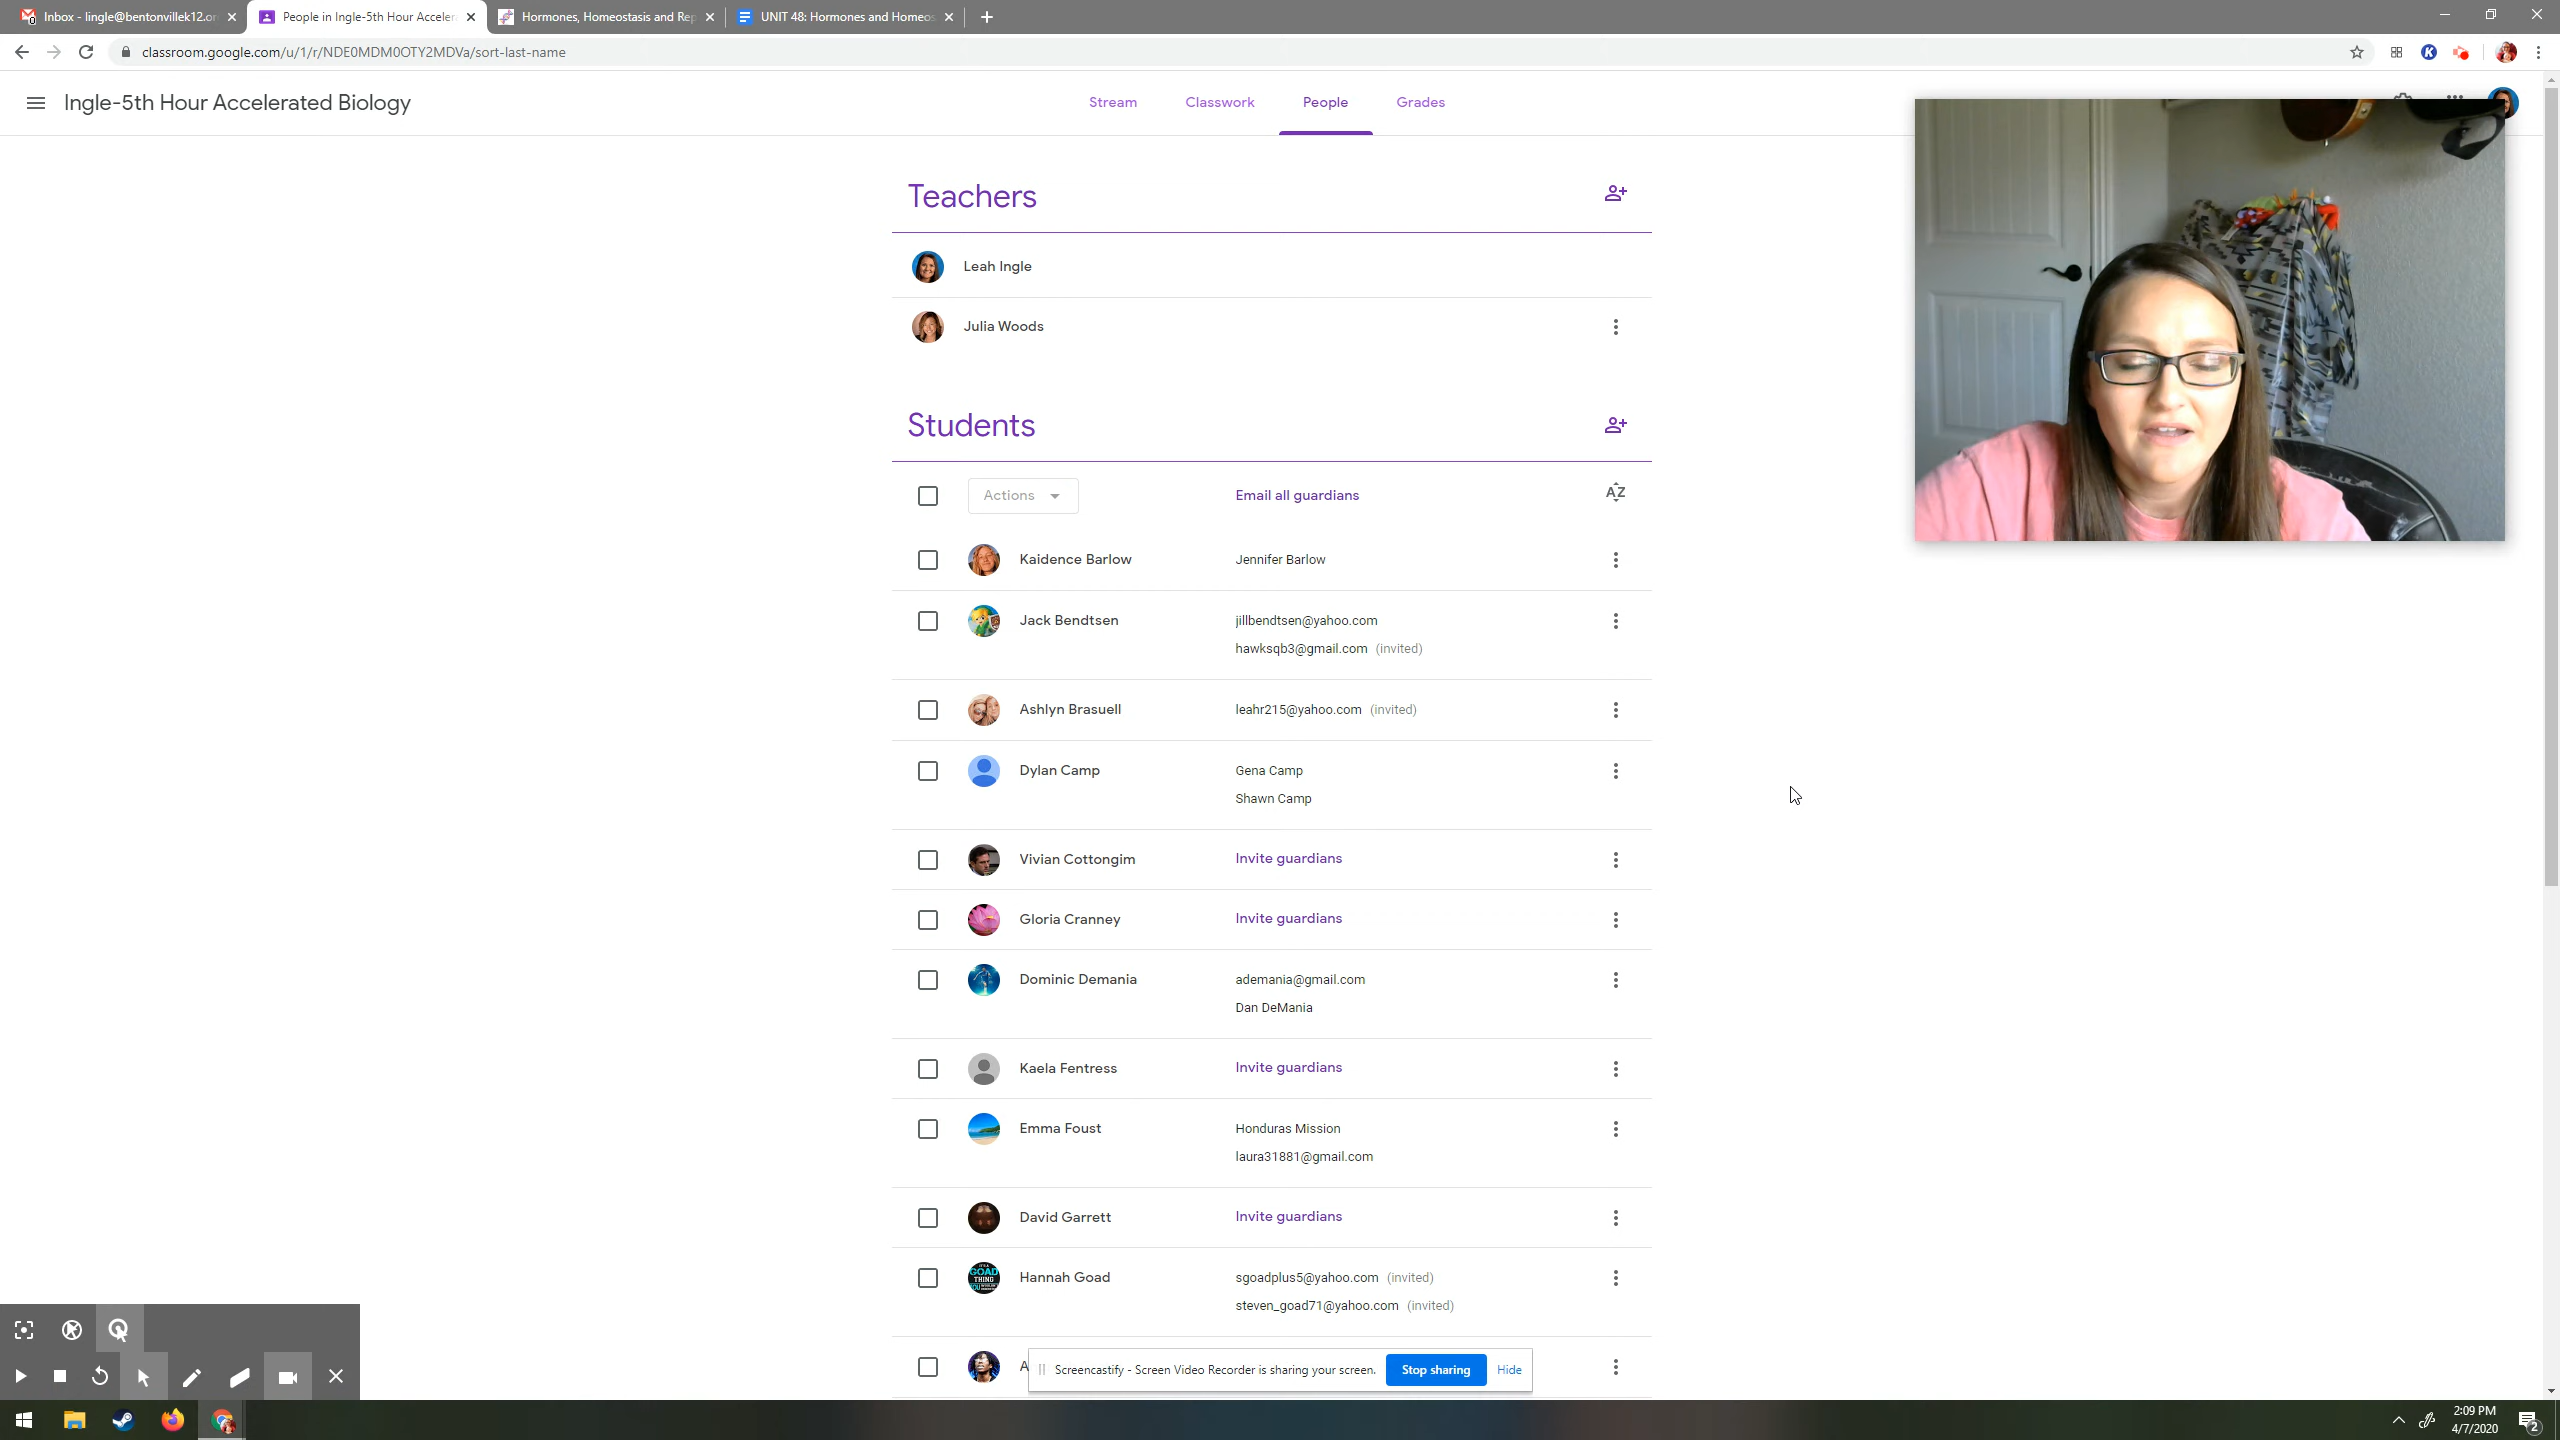 Inbox - lingle@bentonvillek12.or
People in Ingle-5th Hour Acceler
Hormones, Homeostasis and Rep
UNIT 48: Hormones and Homeos
classroom.google.com/u/1/r/NDE0MDM0OTY2MDVa/sort-last-name
Ingle-5th Hour Accelerated Biology
Stream
Classwork
People
Grades
Teachers
Leah Ingle
Julia Woods
Students
Actions
Email all guardians
AZ
Kaidence Barlow
Jennifer Barlow
Jack Bendtsen
jillbendtsen@yahoo.com
hawksqb3@gmail.com (invited)
Ashlyn Brasuell
leahr215@yahoo.com (invited)
Dylan Camp
Gena Camp
Shawn Camp
Vivian Cottongim
Invite guardians
Gloria Cranney
Invite guardians
Dominic Demania
ademania@gmail.com
Dan DeMania
Kaela Fentress
Invite guardians
Emma Foust
Honduras Mission
laura31881@gmail.com
David Garrett
Invite guardians
Hannah Goad
sgoadplus5@yahoo.com (invited)
steven_goad71@yahoo.com (invited)
A
Screencastify - Screen Video Recorder is sharing your screen.
Stop sharing
Hide
2:09 PM
4/7/2020
2